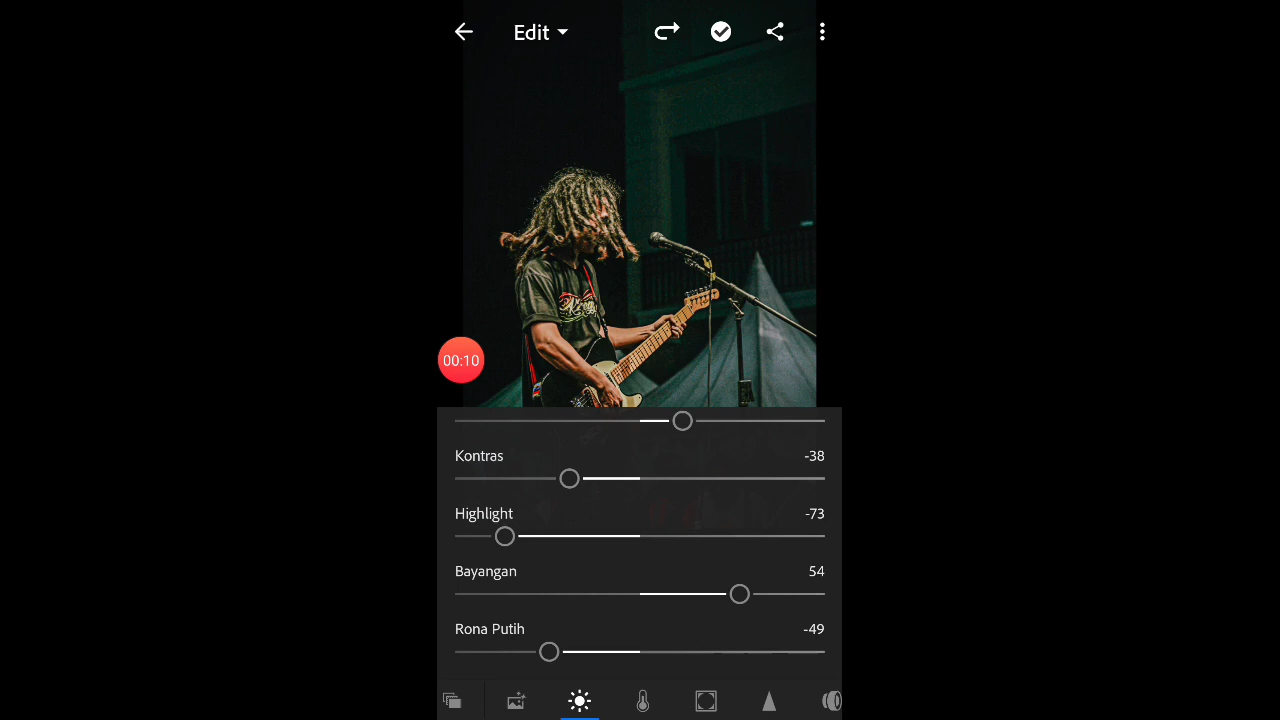 Edit
00:10
Kontras -38
Highlight -73
Bayangan 54
Rona Putih -49